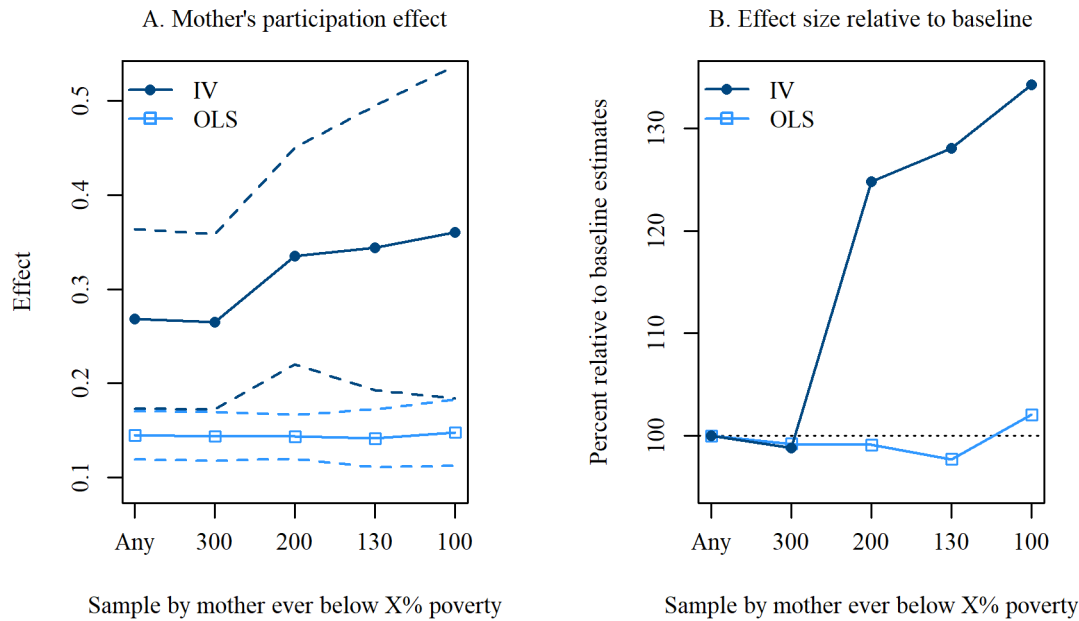 A. Mother's participation effect
IV
OLS
Effect
0.5
0.4
0.3
0.2
0.1
Any 300 200 130 100
Sample by mother ever below X% poverty
B. Effect size relative to baseline
IV
OLS
Percent relative to baseline estimates
130
120
110
100
Any 300 200 130 100
Sample by mother ever below X% poverty